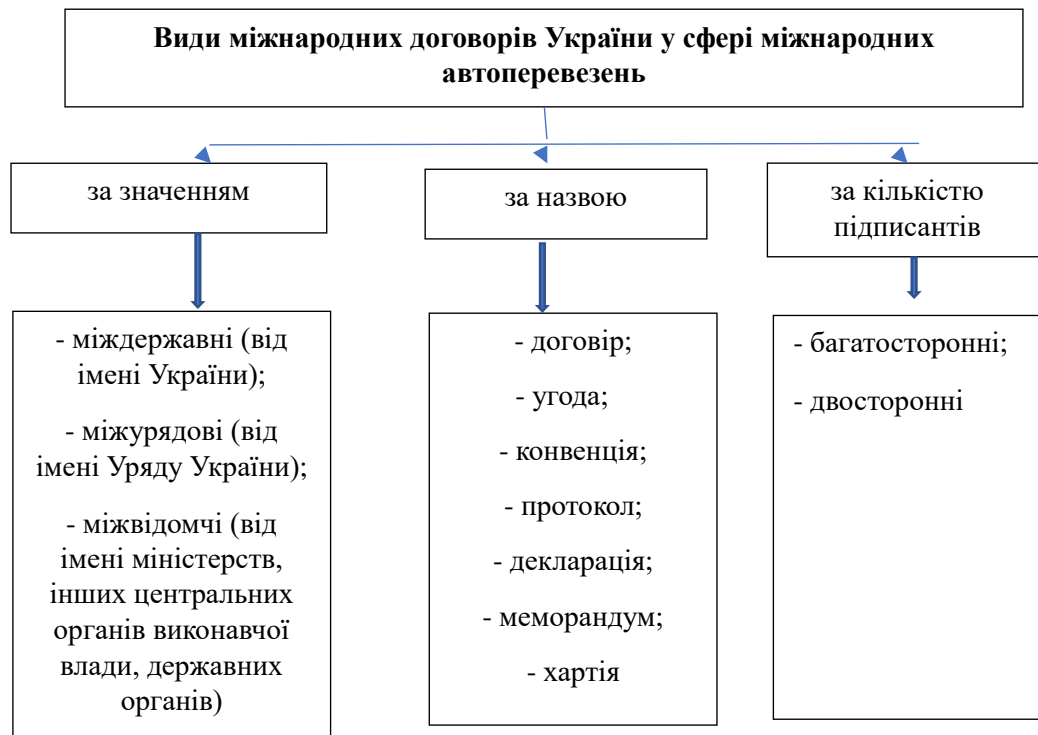 Види міжнародних договорів України у сфері міжнародних
автоперевезень
за значенням
за назвою
за кількістю
підписантів
- міждержавні (від
імені України);
- міжурядові (від
імені Уряду України);
- міжвідомчі (від
імені міністерств,
інших центральних
органів виконавчої
влади, державних
органів)
- договір;
- угода;
- конвенція;
- протокол;
- декларація;
- меморандум;
- хартія
- багатосторонні;
- двосторонні